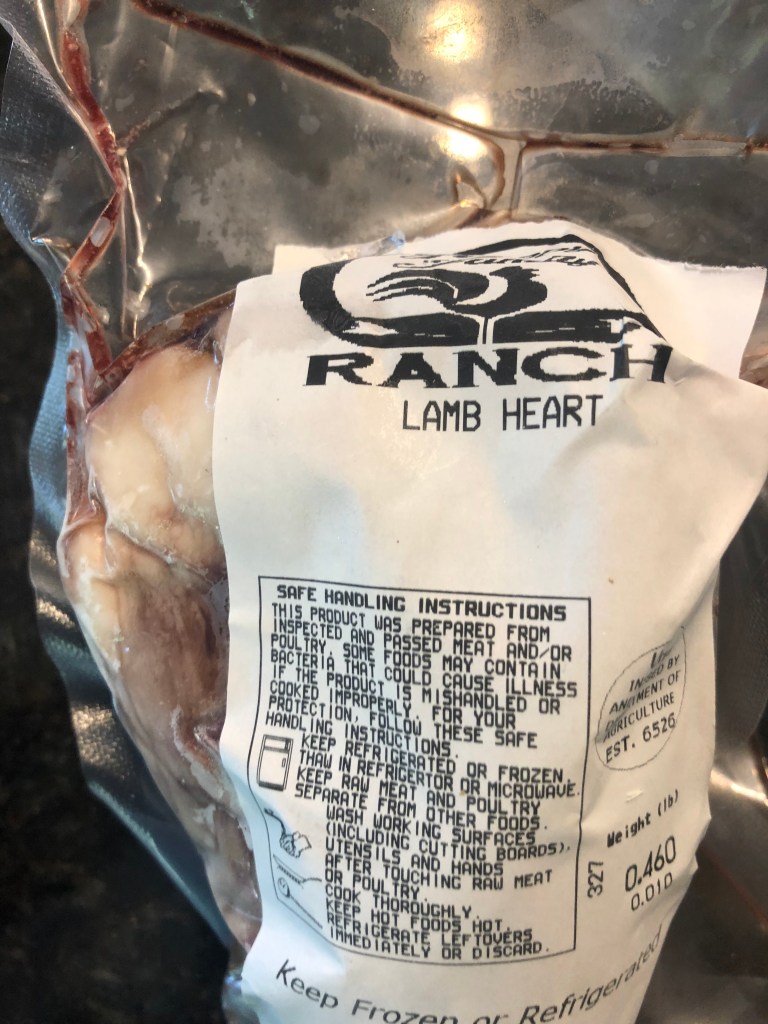 RANCH
LAMB HEART
SAFE HANDLING INSTRUCTIONS
THIS PRODUCT WAS PREPARED FROM
INSPECTED AND PASSED MEAT AND/OR
POULTRY. SOME FOODS MAY CONTAIN
BACTERIA THAT COULD CAUSE ILLNESS
IF THE PRODUCT IS MISHANDLED OR
COOKED IMPROPERLY. FOR YOUR
PROTECTION, FOLLOW THESE SAFE
HANDLING INSTRUCTIONS.
KEEP REFRIGERATED OR FROZEN.
THAW IN REFRIGERTOR OR MICROWAVE.
KEEP RAW MEAT AND POULTRY
SEPARATE FROM OTHER FOODS.
WASH WORKING SURFACES
(INCLUDING CUTTING BOARDS),
UTENSILS AND HANDS
AFTER TOUCHING RAW MEAT
OR POULTRY.
COOK THOROUGHLY.
KEEP HOT FOODS HOT.
REFRIGERATE LEFTOVERS
IMMEDIATELY OR DISCARD.
BY
OF
AGRICULTURE
EST. 6526
327
Weight (lb)
0.460
0.010
Keep Frozen or Refrigerated